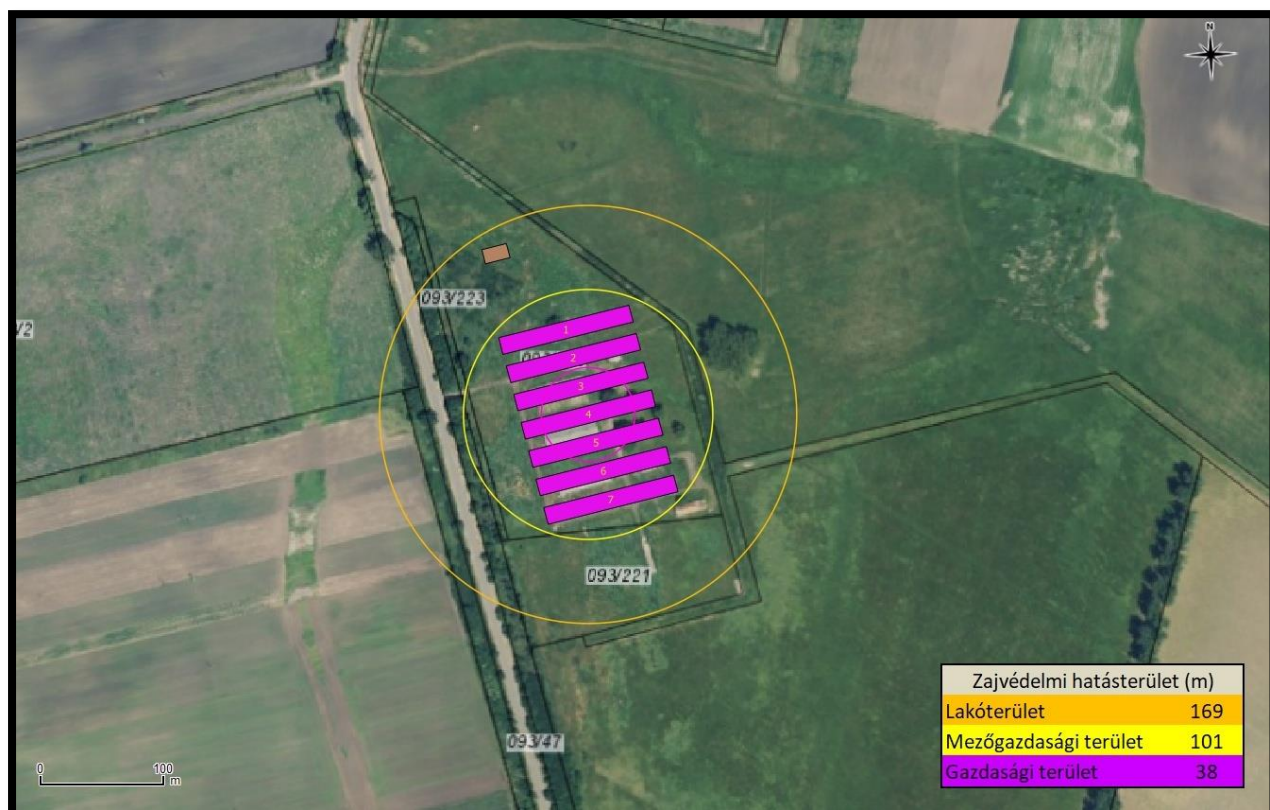 N
/2
093/223
1
2
3
4
5
6
7
093/221
093/47
0 100
m
Zajvédelmi hatásterület (m)
Lakóterület 169
Mezőgazdasági terület 101
Gazdasági terület 38